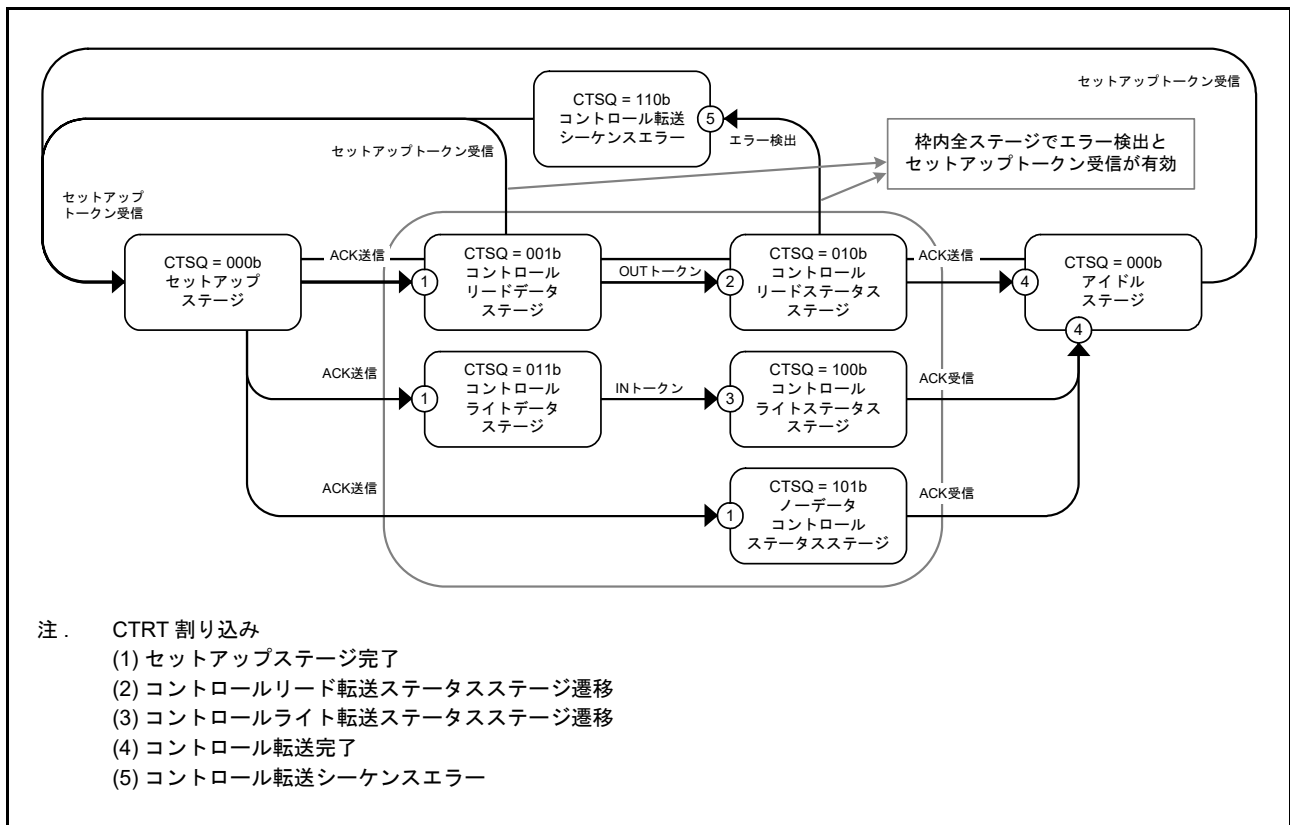 セットアップトークン受信
CTSQ = 110b
コントロール転送
シーケンスエラー
5
エラー検出
セットアップトークン受信
枠内全ステージでエラー検出と
セットアップトークン受信が有効
セットアップ
トークン受信
CTSQ = 000b
セットアップ
ステージ
ACK送信
1
CTSQ = 001b
コントロール
リードデータ
ステージ
OUTトークン
2
CTSQ = 010b
コントロール
リードステータス
ステージ
ACK送信
4
CTSQ = 000b
アイドル
ステージ
4
ACK送信
1
CTSQ = 011b
コントロール
ライトデータ
ステージ
INトークン
3
CTSQ = 100b
コントロール
ライトステータス
ステージ
ACK受信
ACK送信
1
CTSQ = 101b
ノーデータ
コントロール
ステータスステージ
ACK受信
注 . CTRT 割り込み
(1) セットアップステージ完了
(2) コントロールリード転送ステータスステージ遷移
(3) コントロールライト転送ステータスステージ遷移
(4) コントロール転送完了
(5) コントロール転送シーケンスエラー